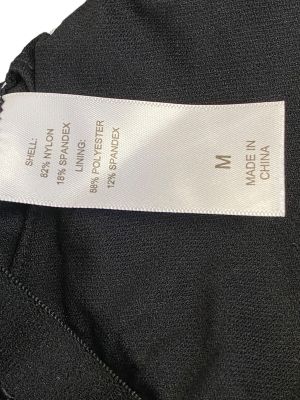 SHELL:
82% NYLON
18% SPANDEX
LINING:
88% POLYESTER
12% SPANDEX
M
MADE IN
CHINA